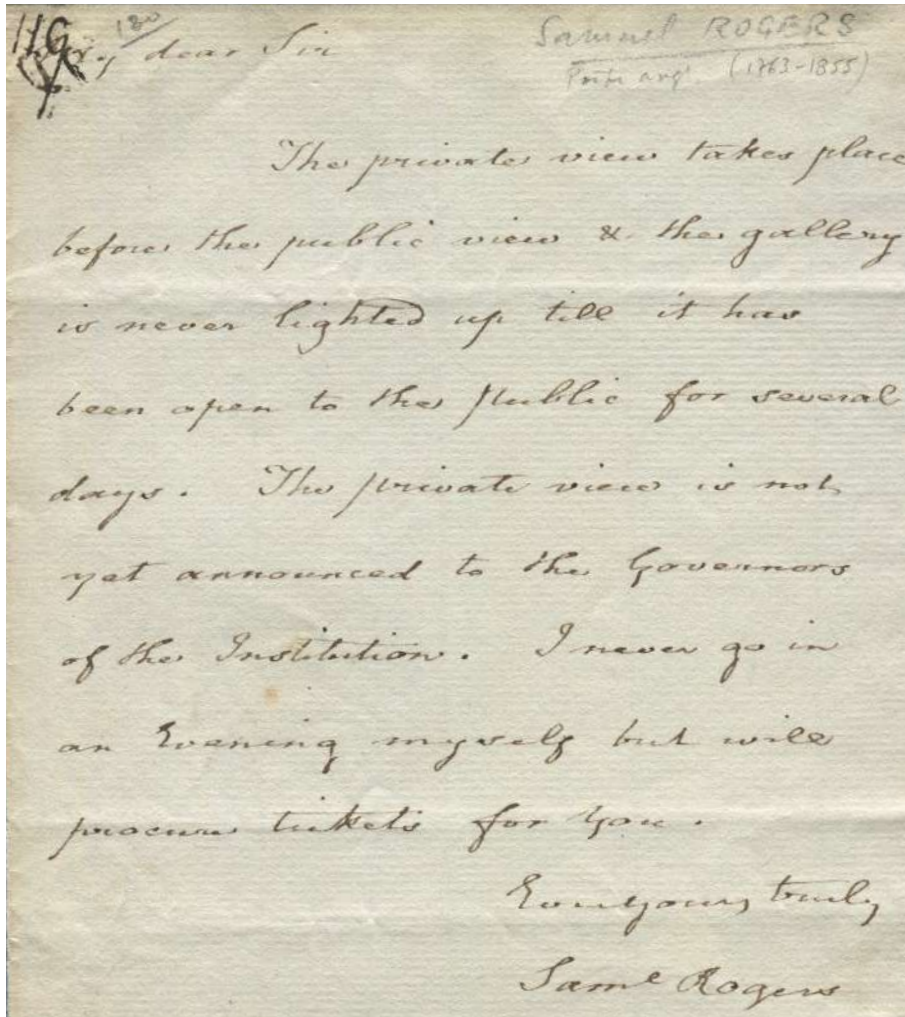 119
180
My dear Sir
Samuel ROGERS
(1763-1855)
The private view takes place
before the public view & the gallery
is never lighted up till it has
been open to the public for several
days. The private view is not
yet announced to the Governors
of the Institution. I never go in
an Evening myself but will
procure tickets for you.
Ever yours truly
Saml Rogers